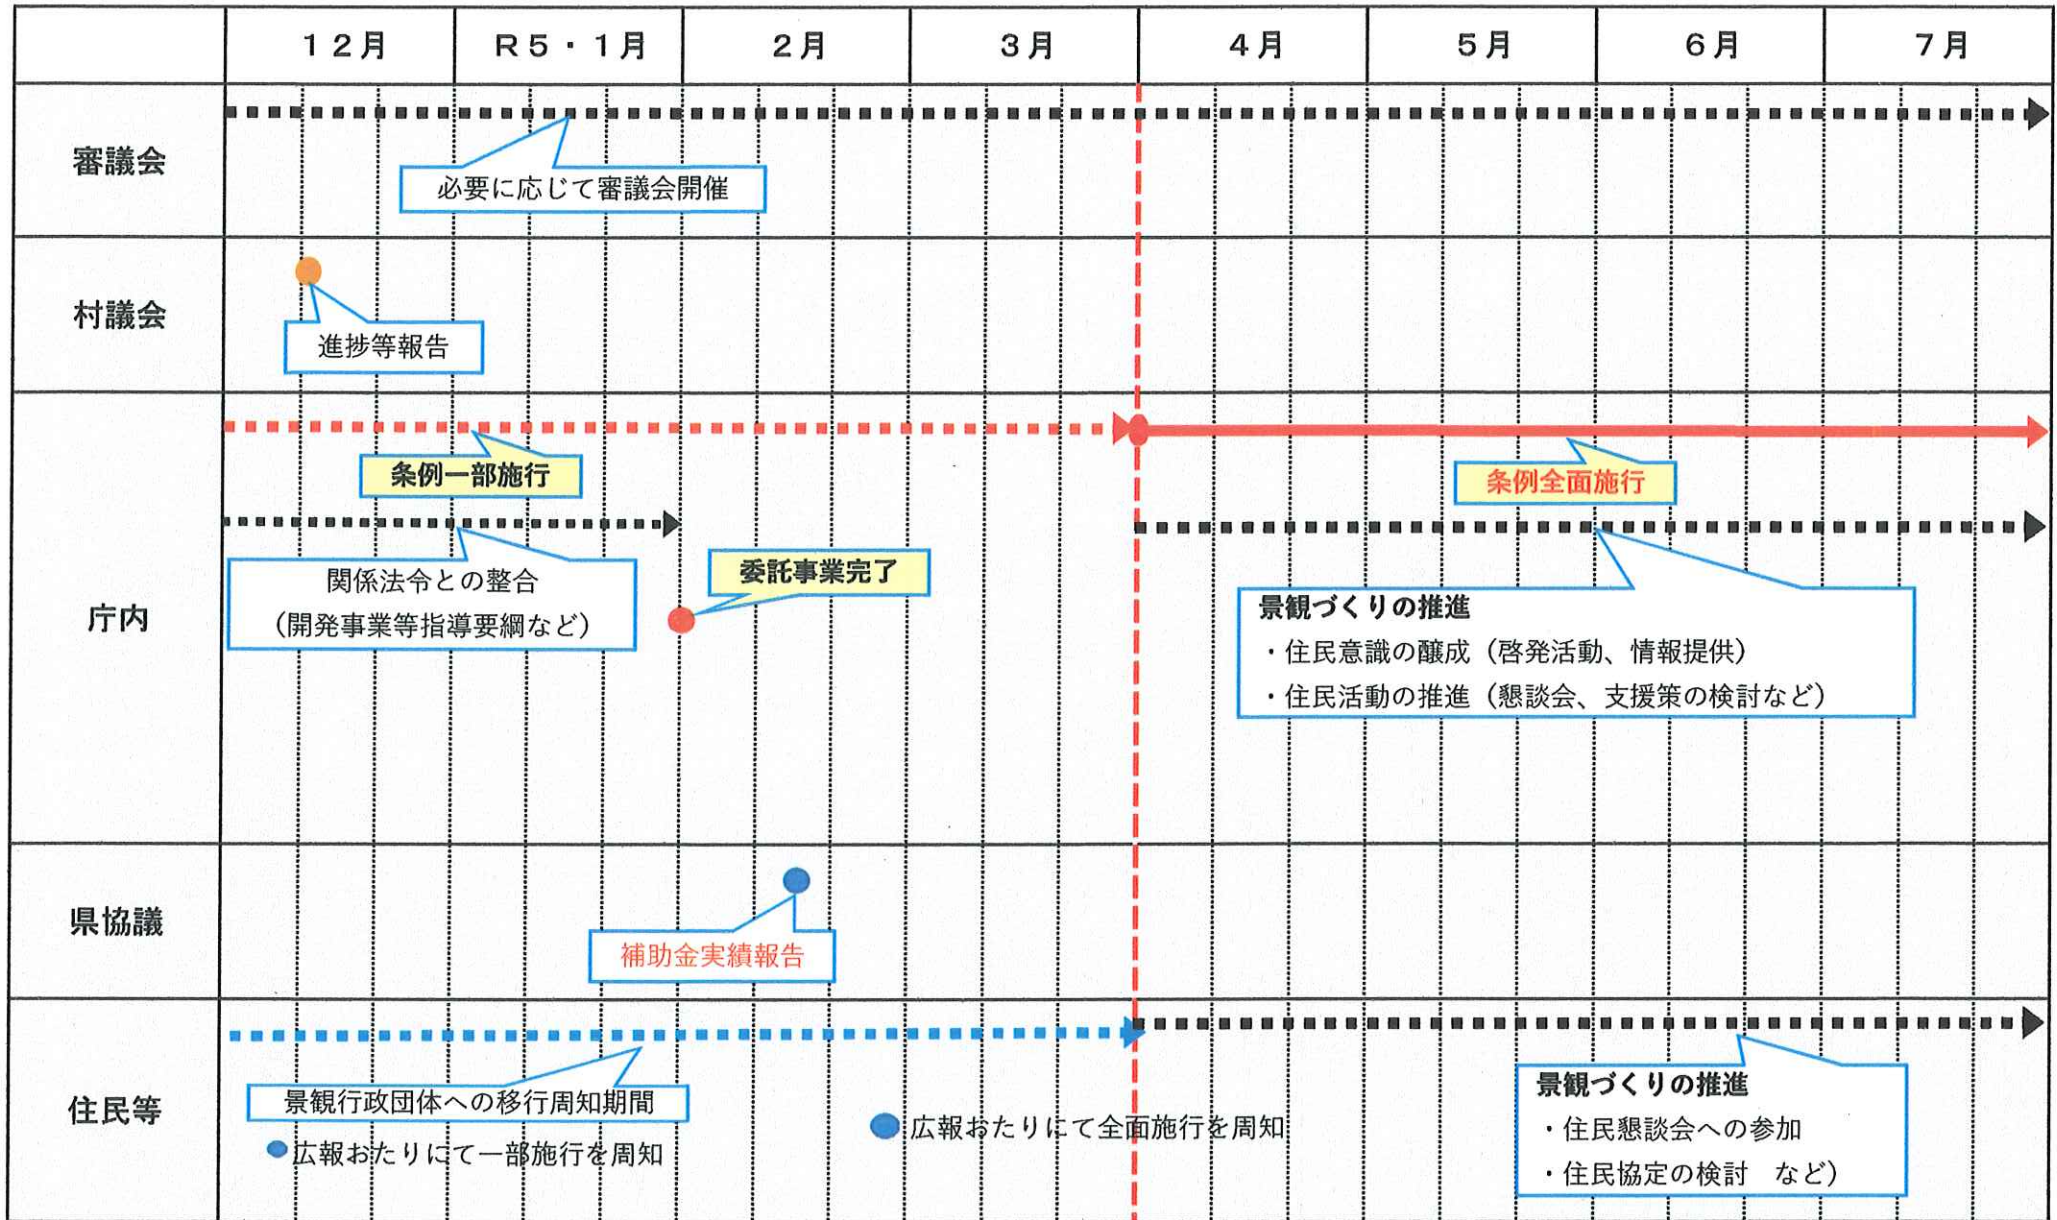 12月 R5・1月 2月 3月 4月 5月 6月 7月
審議会
必要に応じて審議会開催
村議会
進捗等報告
庁内
条例一部施行
条例全面施行
関係法令との整合
（開発事業等指導要綱など）
委託事業完了
景観づくりの推進
・住民意識の醸成（啓発活動、情報提供）
・住民活動の推進（懇談会、支援策の検討など）
県協議
補助金実績報告
住民等
景観行政団体への移行周知期間
広報おたりにて一部施行を周知
広報おたりにて全面施行を周知
景観づくりの推進
・住民懇談会への参加
・住民協定の検討　など）